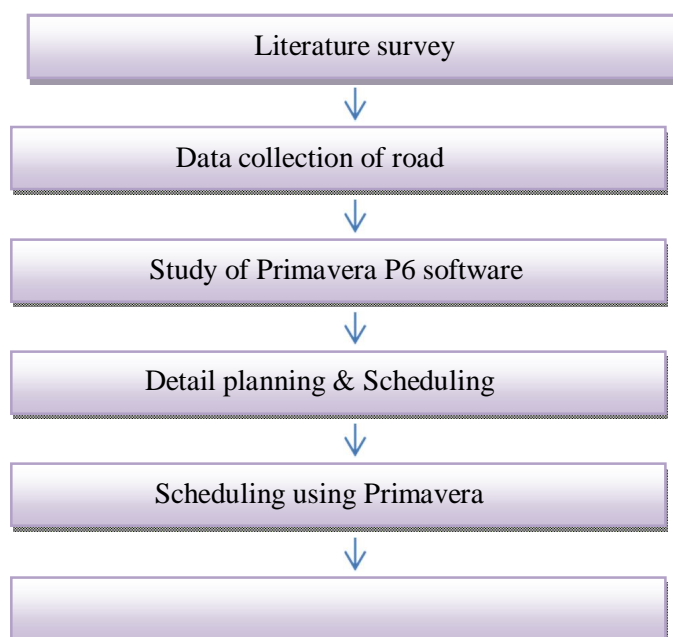 Literature survey
Data collection of road
Study of Primavera P6 software
Detail planning & Scheduling
Scheduling using Primavera